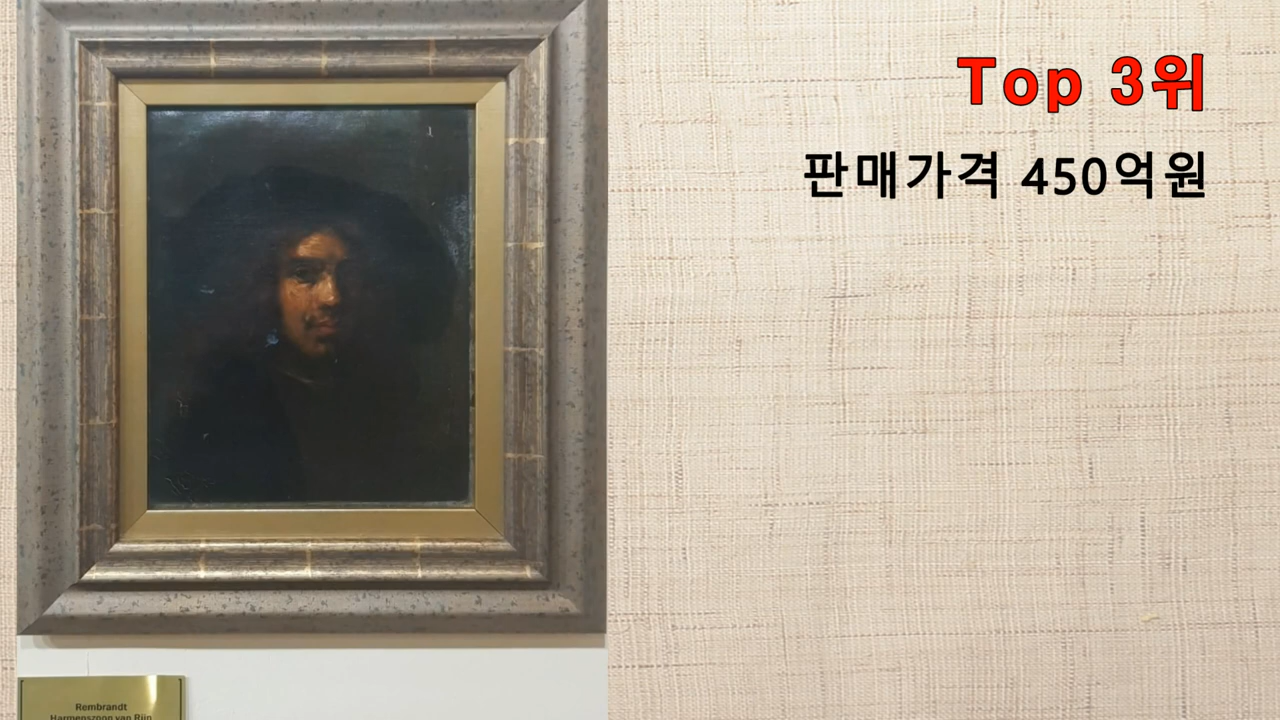 Top 3위
판매가격 450억원
Rembrandt
Harmenszoon van Rijn